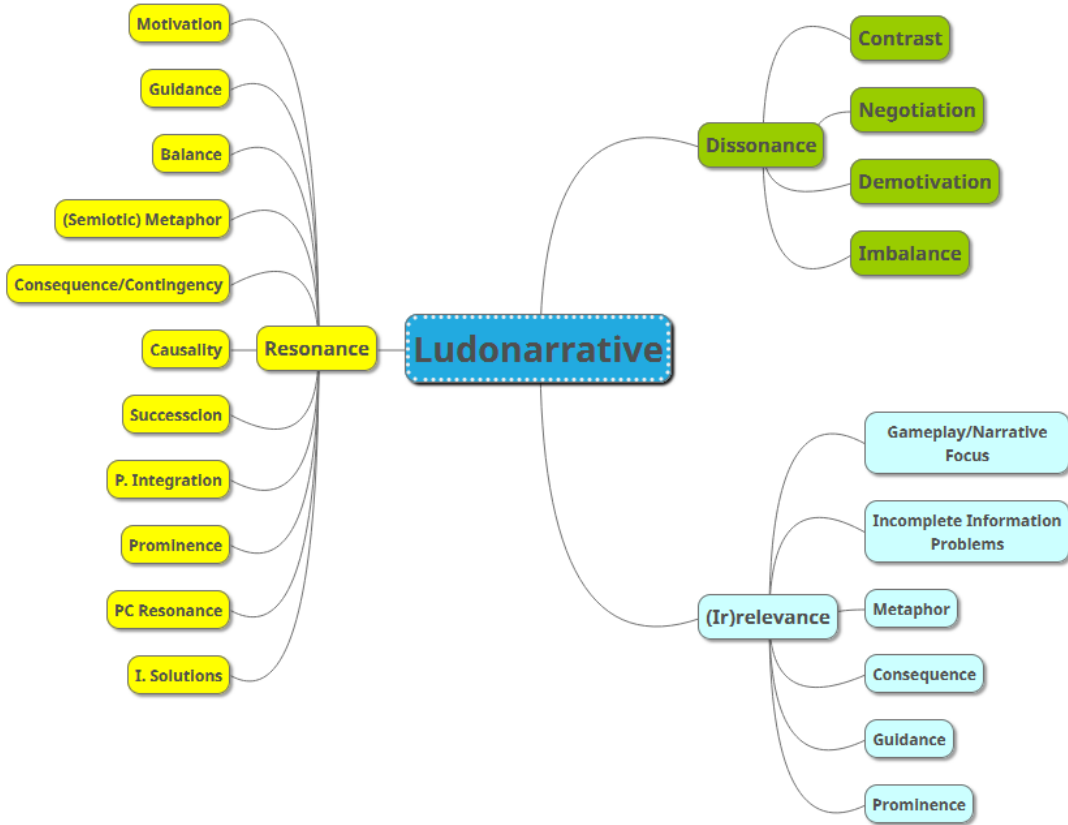 Motivation
Guidance
Balance
(Semiotic) Metaphor
Consequence/Contingency
Causality
Successcion
P. Integration
Prominence
PC Resonance
I. Solutions
Resonance
Ludonarrative
Dissonance
Contrast
Negotiation
Demotivation
Imbalance
(Ir)relevance
Gameplay/Narrative
Focus
Incomplete Information
Problems
Metaphor
Consequence
Guidance
Prominence